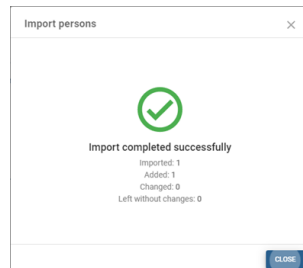 Import persons
Import completed successfully
Imported: 1
Added: 1
Changed: 0
Left without changes: 0
CLOSE